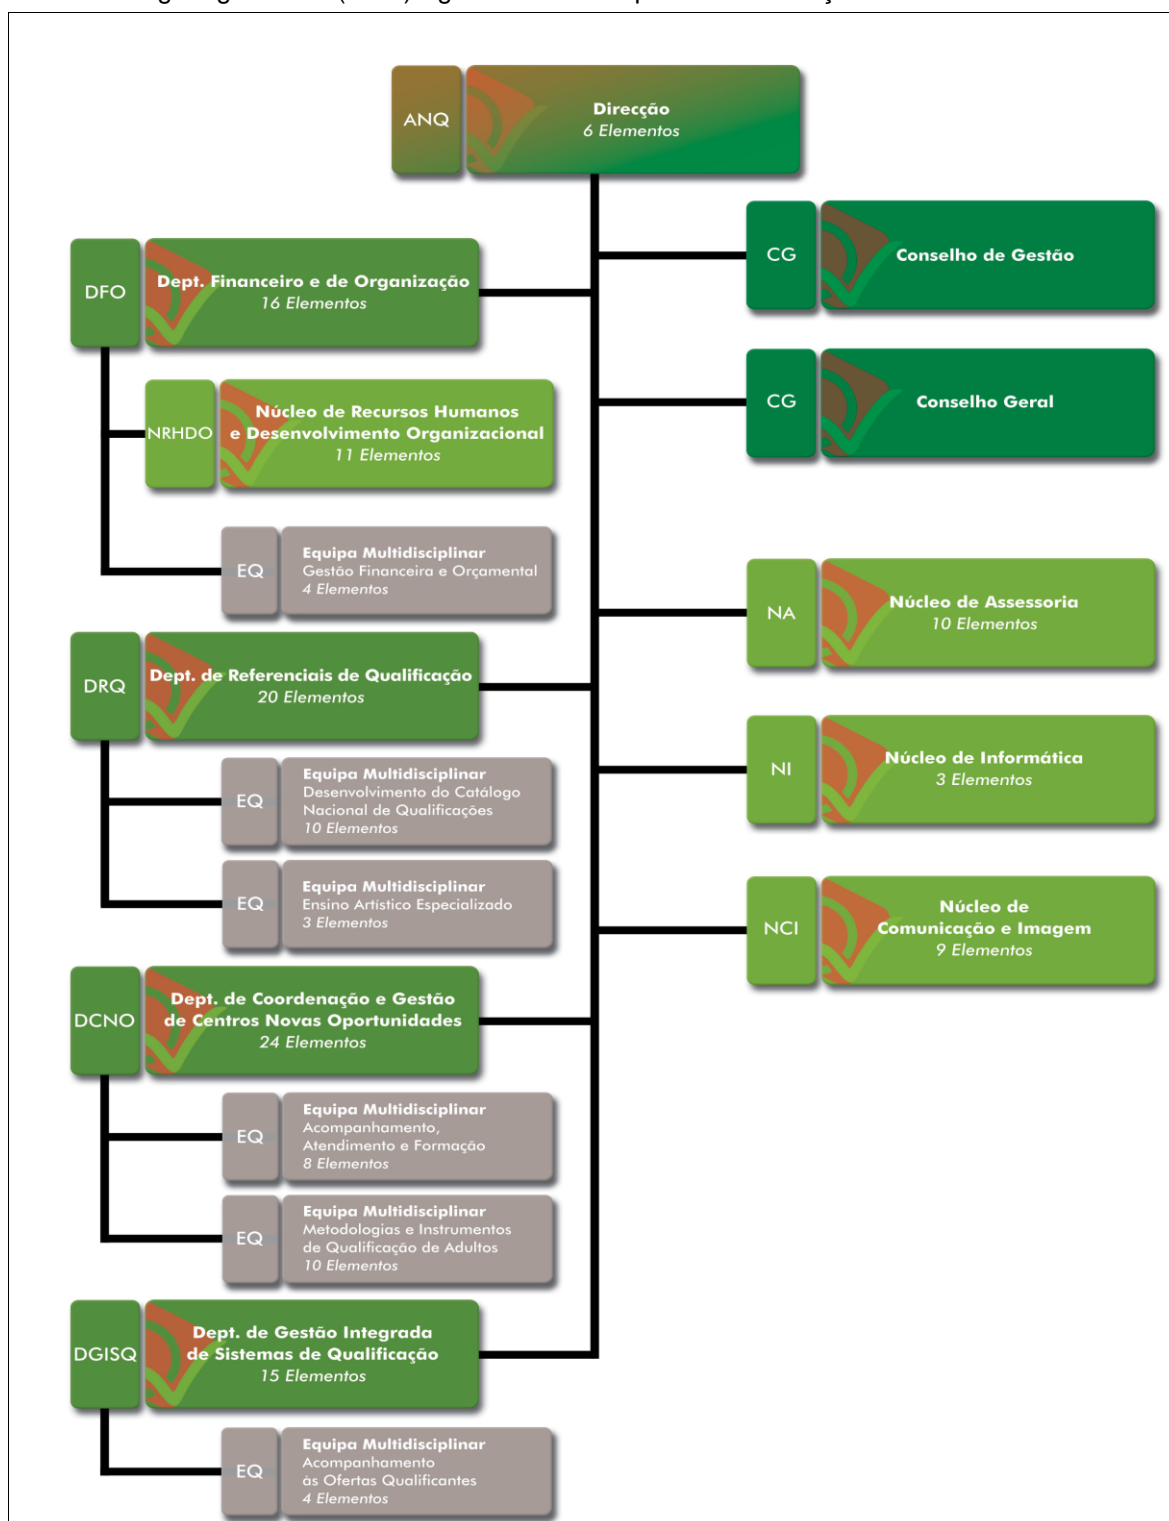 ANQ
Direcção
6 Elementos
CG
Conselho de Gestão
DFO
Dept. Financeiro e de Organização
16 Elementos
CG
Conselho Geral
NRHDO
Núcleo de Recursos Humanos
e Desenvolvimento Organizacional
11 Elementos
EQ
Equipa Multidisciplinar
Gestão Financeira e Orçamental
4 Elementos
NA
Núcleo de Assessoria
10 Elementos
DRQ
Dept. de Referenciais de Qualificação
20 Elementos
NI
Núcleo de Informática
3 Elementos
EQ
Equipa Multidisciplinar
Desenvolvimento do Catálogo
Nacional de Qualificações
10 Elementos
EQ
Equipa Multidisciplinar
Ensino Artístico Especializado
3 Elementos
NCI
Núcleo de
Comunicação e Imagem
9 Elementos
DCNO
Dept. de Coordenação e Gestão
de Centros Novas Oportunidades
24 Elementos
EQ
Equipa Multidisciplinar
Acompanhamento,
Atendimento e Formação
8 Elementos
EQ
Equipa Multidisciplinar
Metodologias e Instrumentos
de Qualificação de Adultos
10 Elementos
DGISQ
Dept. de Gestão Integrada
de Sistemas de Qualificação
15 Elementos
EQ
Equipa Multidisciplinar
Acompanhamento
às Ofertas Qualificantes
4 Elementos